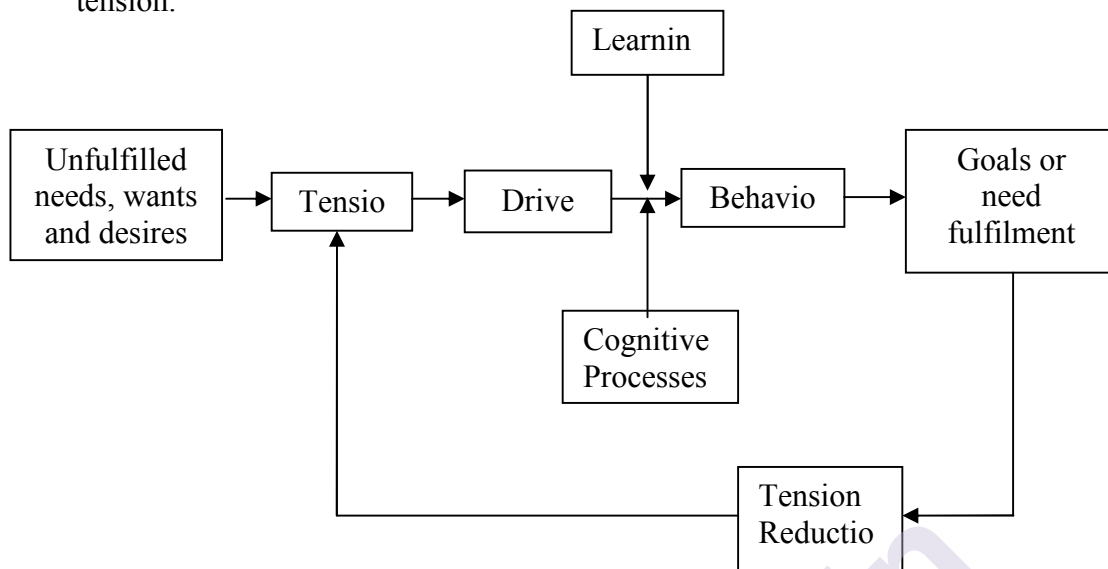 tension.
Learnin
Unfulfilled
needs, wants
and desires
Tensio
Drive
Behavio
Goals or
need
fulfilment
Cognitive
Processes
Tension
Reductio